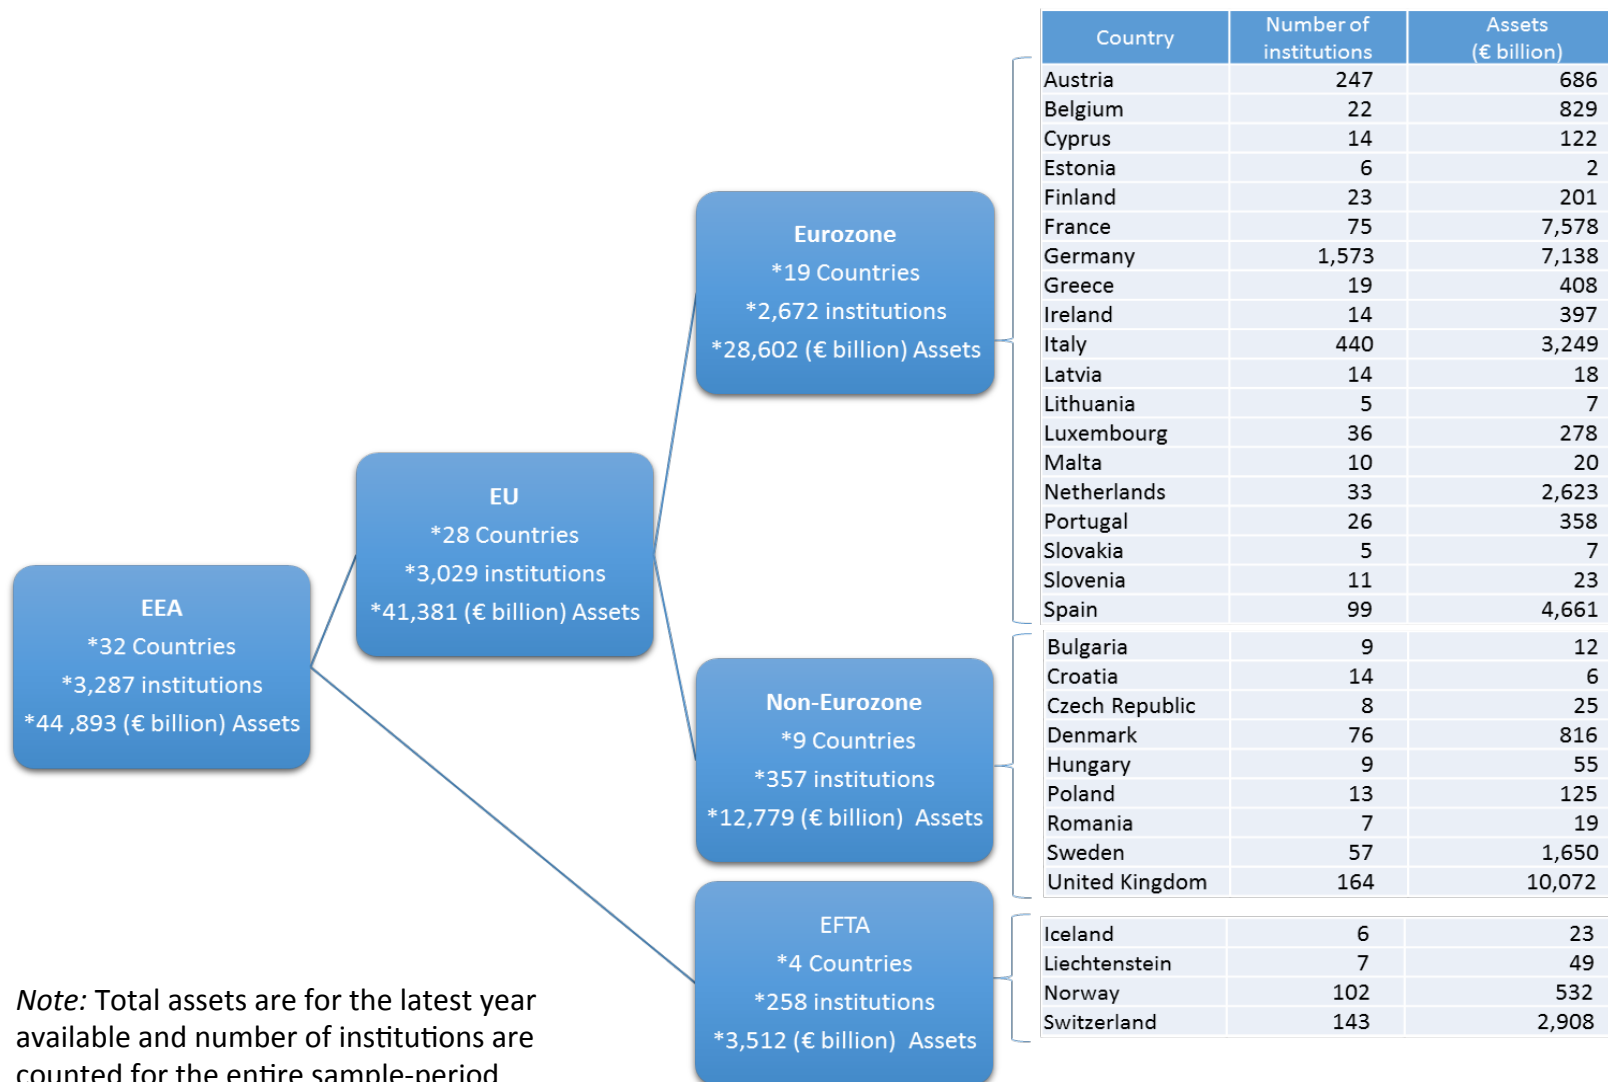 EEA
*32 Countries
*3,287 institutions
*44 ,893 (€ billion) Assets
EU
*28 Countries
*3,029 institutions
*41,381 (€ billion) Assets
Eurozone
*19 Countries
*2,672 institutions
*28,602 (€ billion) Assets
Non-Eurozone
*9 Countries
*357 institutions
*12,779 (€ billion) Assets
EFTA
*4 Countries
*258 institutions
*3,512 (€ billion) Assets
Country Number of institutions Assets (€ billion)
Austria 247 686
Belgium 22 829
Cyprus 14 122
Estonia 6 2
Finland 23 201
France 75 7,578
Germany 1,573 7,138
Greece 19 408
Ireland 14 397
Italy 440 3,249
Latvia 14 18
Lithuania 5 7
Luxembourg 36 278
Malta 10 20
Netherlands 33 2,623
Portugal 26 358
Slovakia 5 7
Slovenia 11 23
Spain 99 4,661
Bulgaria 9 12
Croatia 14 6
Czech Republic 8 25
Denmark 76 816
Hungary 9 55
Poland 13 125
Romania 7 19
Sweden 57 1,650
United Kingdom 164 10,072
Iceland 6 23
Liechtenstein 7 49
Norway 102 532
Switzerland 143 2,908
Note: Total assets are for the latest year
available and number of institutions are
counted for the entire sample-period